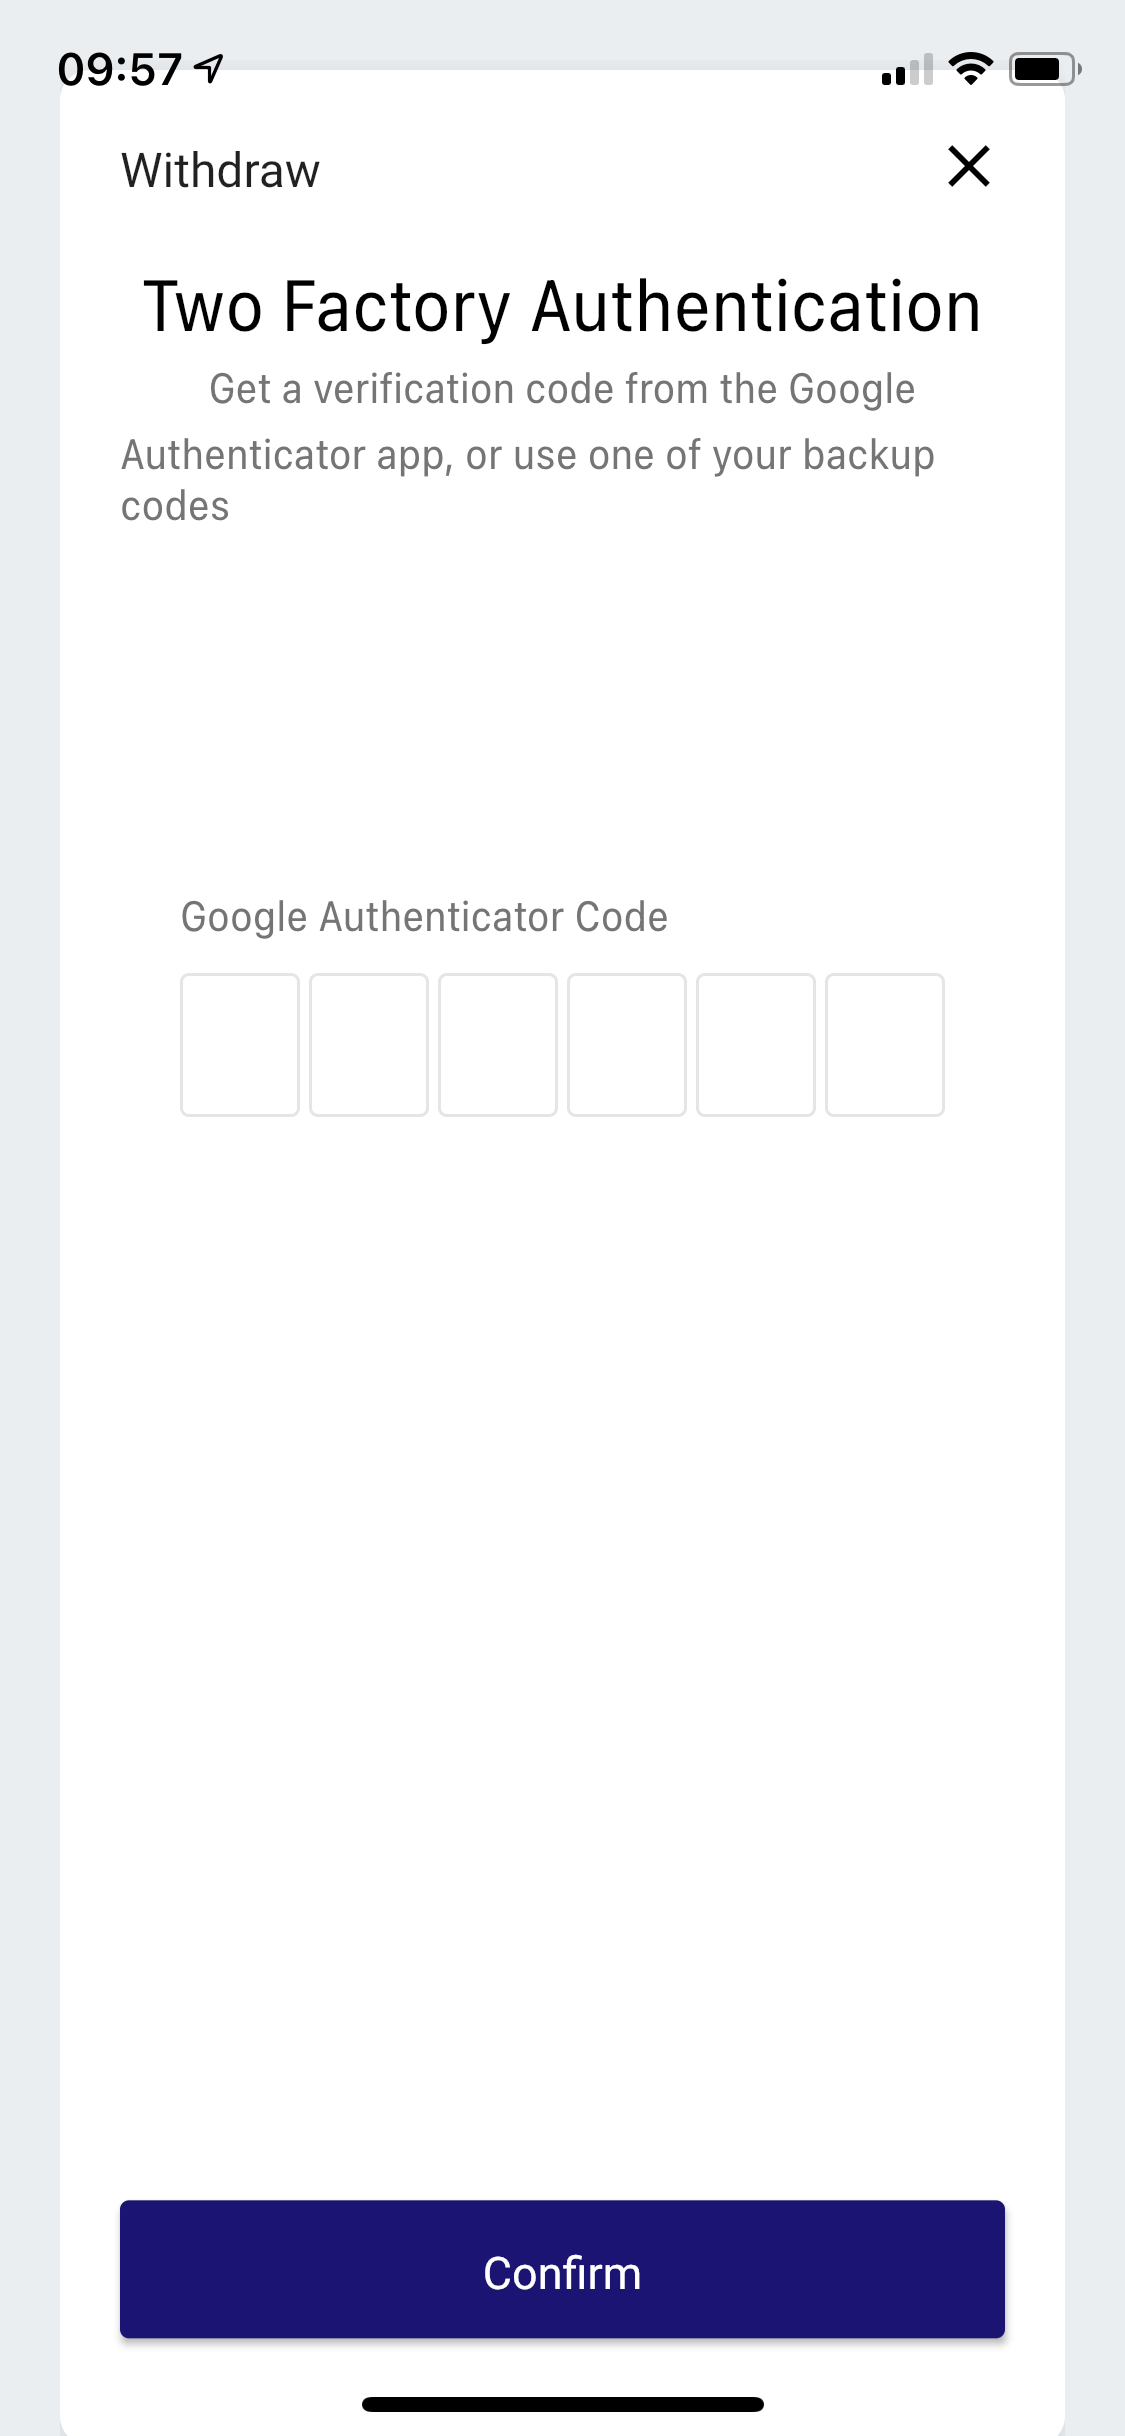 09:57
Withdraw
Two Factory Authentication
Get a verification code from the Google
Authenticator app, or use one of your backup
codes
Google Authenticator Code
Confirm